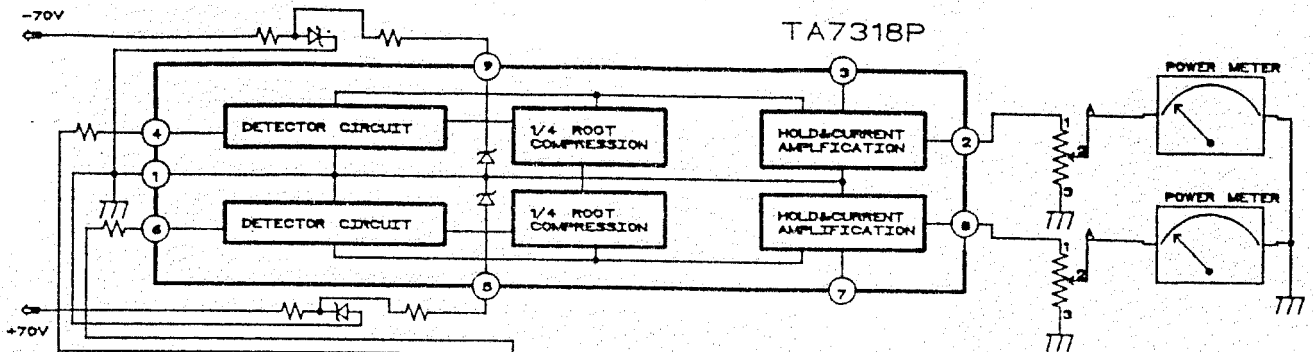 -70V
TA7318P
9
3
POWER METER
4
DETECTOR CIRCUIT
1/4 ROOT
COMPRESSION
HOLD&CURRENT
AMPLFICATION
2
1
2
3
1
POWER METER
6
DETECTOR CIRCUIT
1/4 ROOT
COMPRESSION
HOLD&CURRENT
AMPLFICATION
8
1
2
3
5
7
+70V